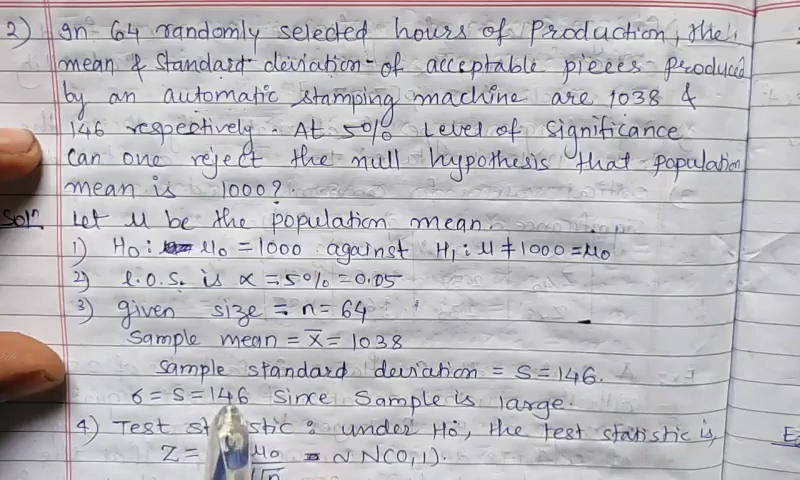 2) In 64 randomly selected hours of production, the
mean & standard deviation of acceptable pieces produced
by an automatic stamping machine are 1038 &
146 respectively. At 5% Level of significance
can one reject the null hypothesis that population
mean is 1000?
Soln. Let μ be the population mean.
1) H0: μ0 = 1000 against H1: μ ≠ 1000 = μ0
2) l.o.s. is α = 5% = 0.05
3) given size = n = 64
Sample mean = x̄ = 1038
Sample standard deviation = S = 146.
σ = S = 146 since sample is large.
4) Test statistic: under H0, the test statistic is,
Z = μ0 ~ N(0,1).
√n